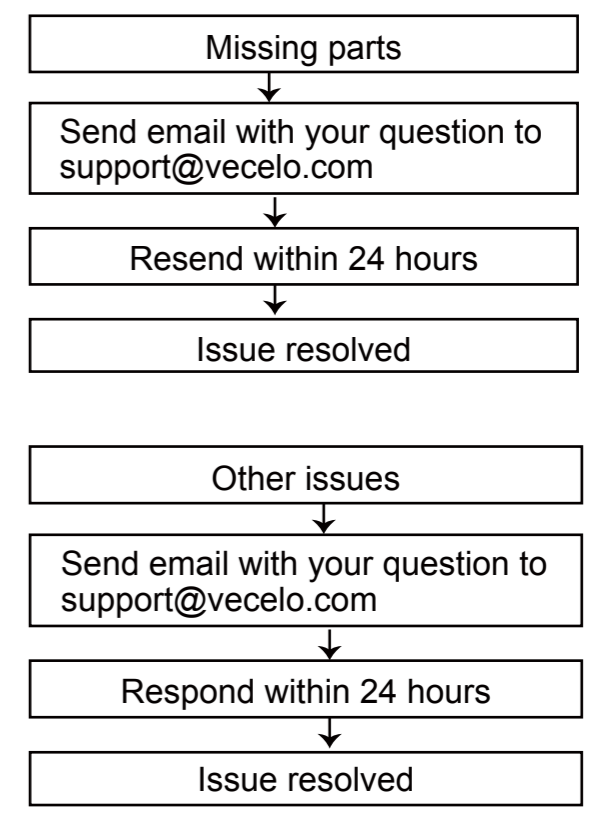 Missing parts
Send email with your question to
support@vecelo.com
Resend within 24 hours
Issue resolved
Other issues
Send email with your question to
support@vecelo.com
Respond within 24 hours
Issue resolved